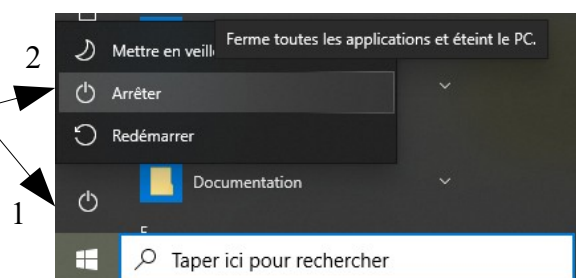 2
Mettre en veill
Ferme toutes les applications et éteint le PC.
Arrêter
Redémarrer
Documentation
1
Taper ici pour rechercher